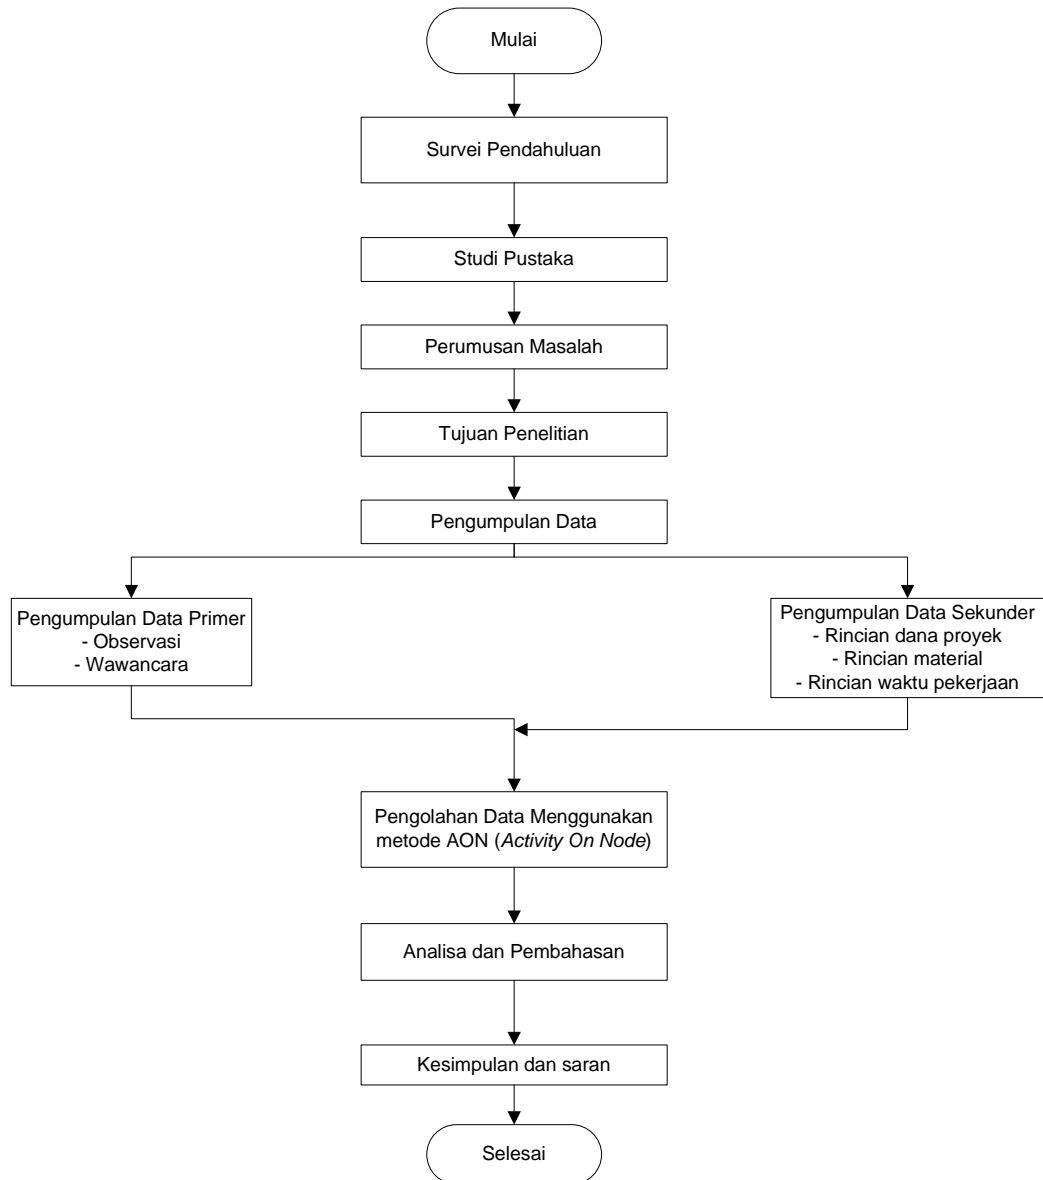 Mulai
Survei Pendahuluan
Studi Pustaka
Perumusan Masalah
Tujuan Penelitian
Pengumpulan Data
Pengumpulan Data Primer
- Observasi
- Wawancara
Pengumpulan Data Sekunder
- Rincian dana proyek
- Rincian material
- Rincian waktu pekerjaan
Pengolahan Data Menggunakan
metode AON (Activity On Node)
Analisa dan Pembahasan
Kesimpulan dan saran
Selesai